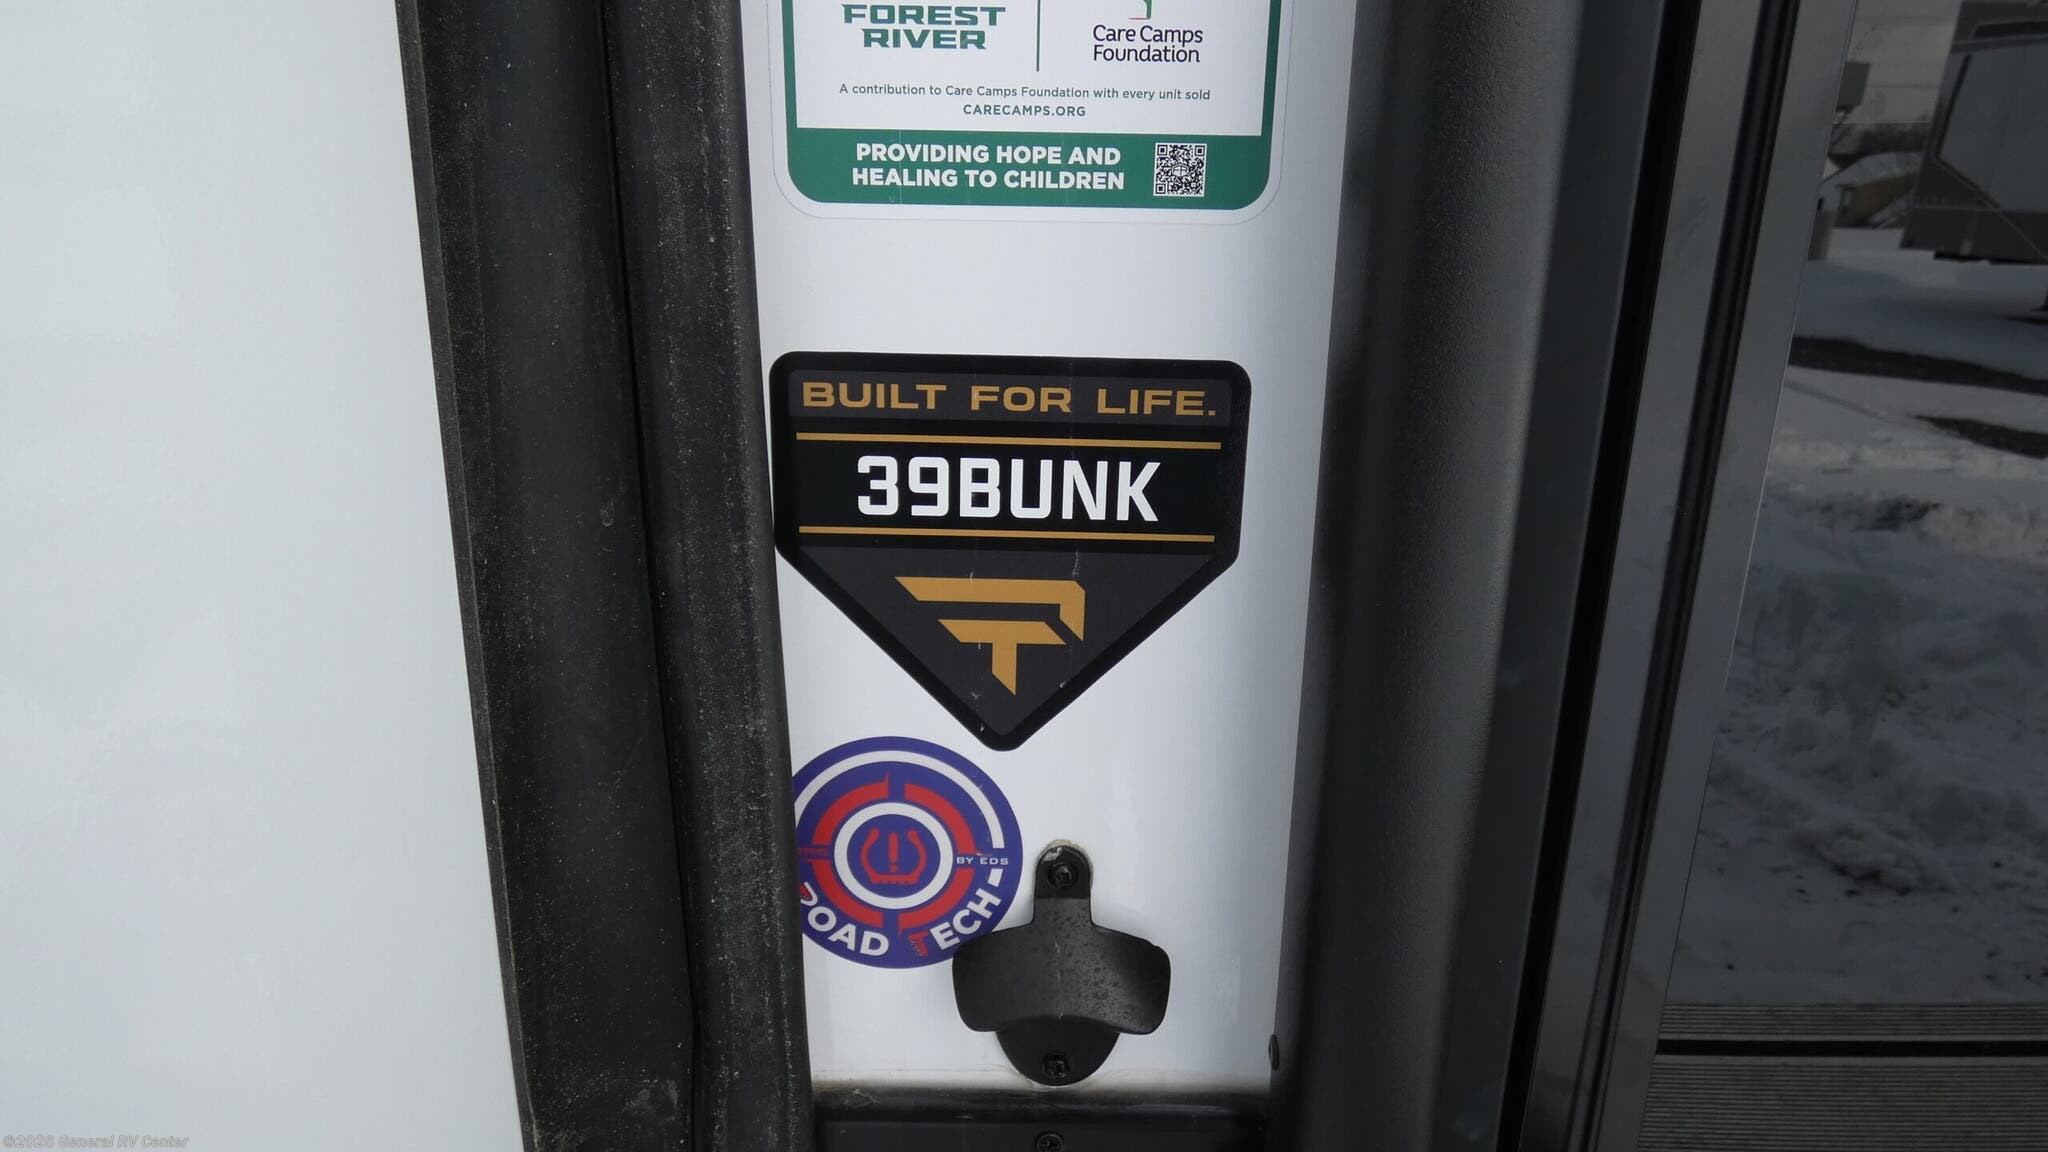 FOREST
RIVER
Care Camps
Foundation
A contribution to Care Camps Foundation with every unit sold
CARECAMPS.ORG
PROVIDING HOPE AND
HEALING TO CHILDREN
BUILT FOR LIFE.
39BUNK
TPMS BY EDS
ROAD TECH
©2026 General RV Center